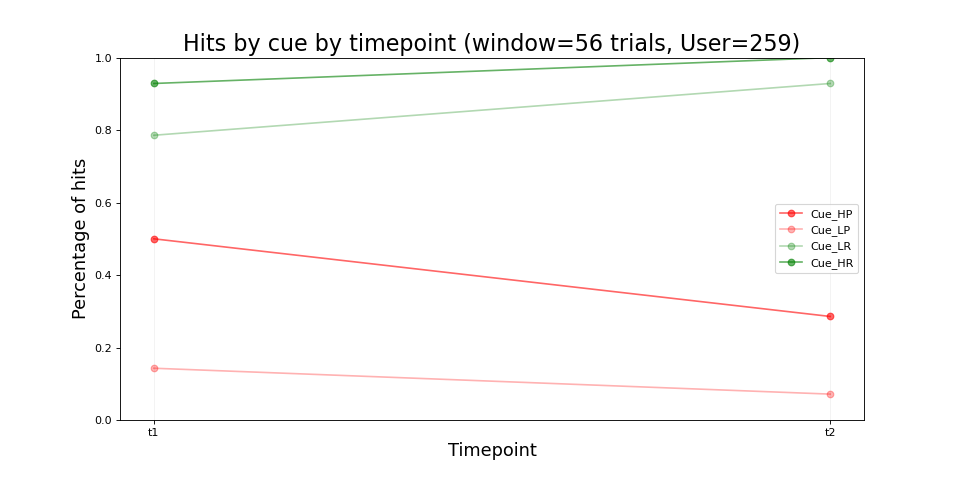 Hits by cue by timepoint (window=56 trials, User=259)
1.0
0.8
0.6
0.4
0.2
0.0
Percentage of hits
Cue_HP
Cue_LP
Cue_LR
Cue_HR
t1
t2
Timepoint